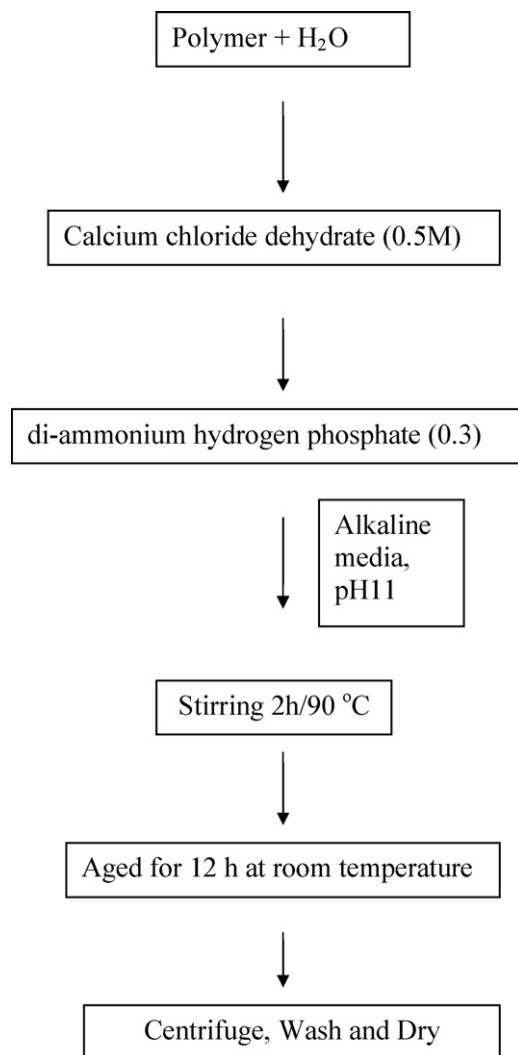 Polymer + H₂O
Calcium chloride dehydrate (0.5M)
di-ammonium hydrogen phosphate (0.3)
Alkaline
media,
pH11
Stirring 2h/90 °C
Aged for 12 h at room temperature
Centrifuge, Wash and Dry